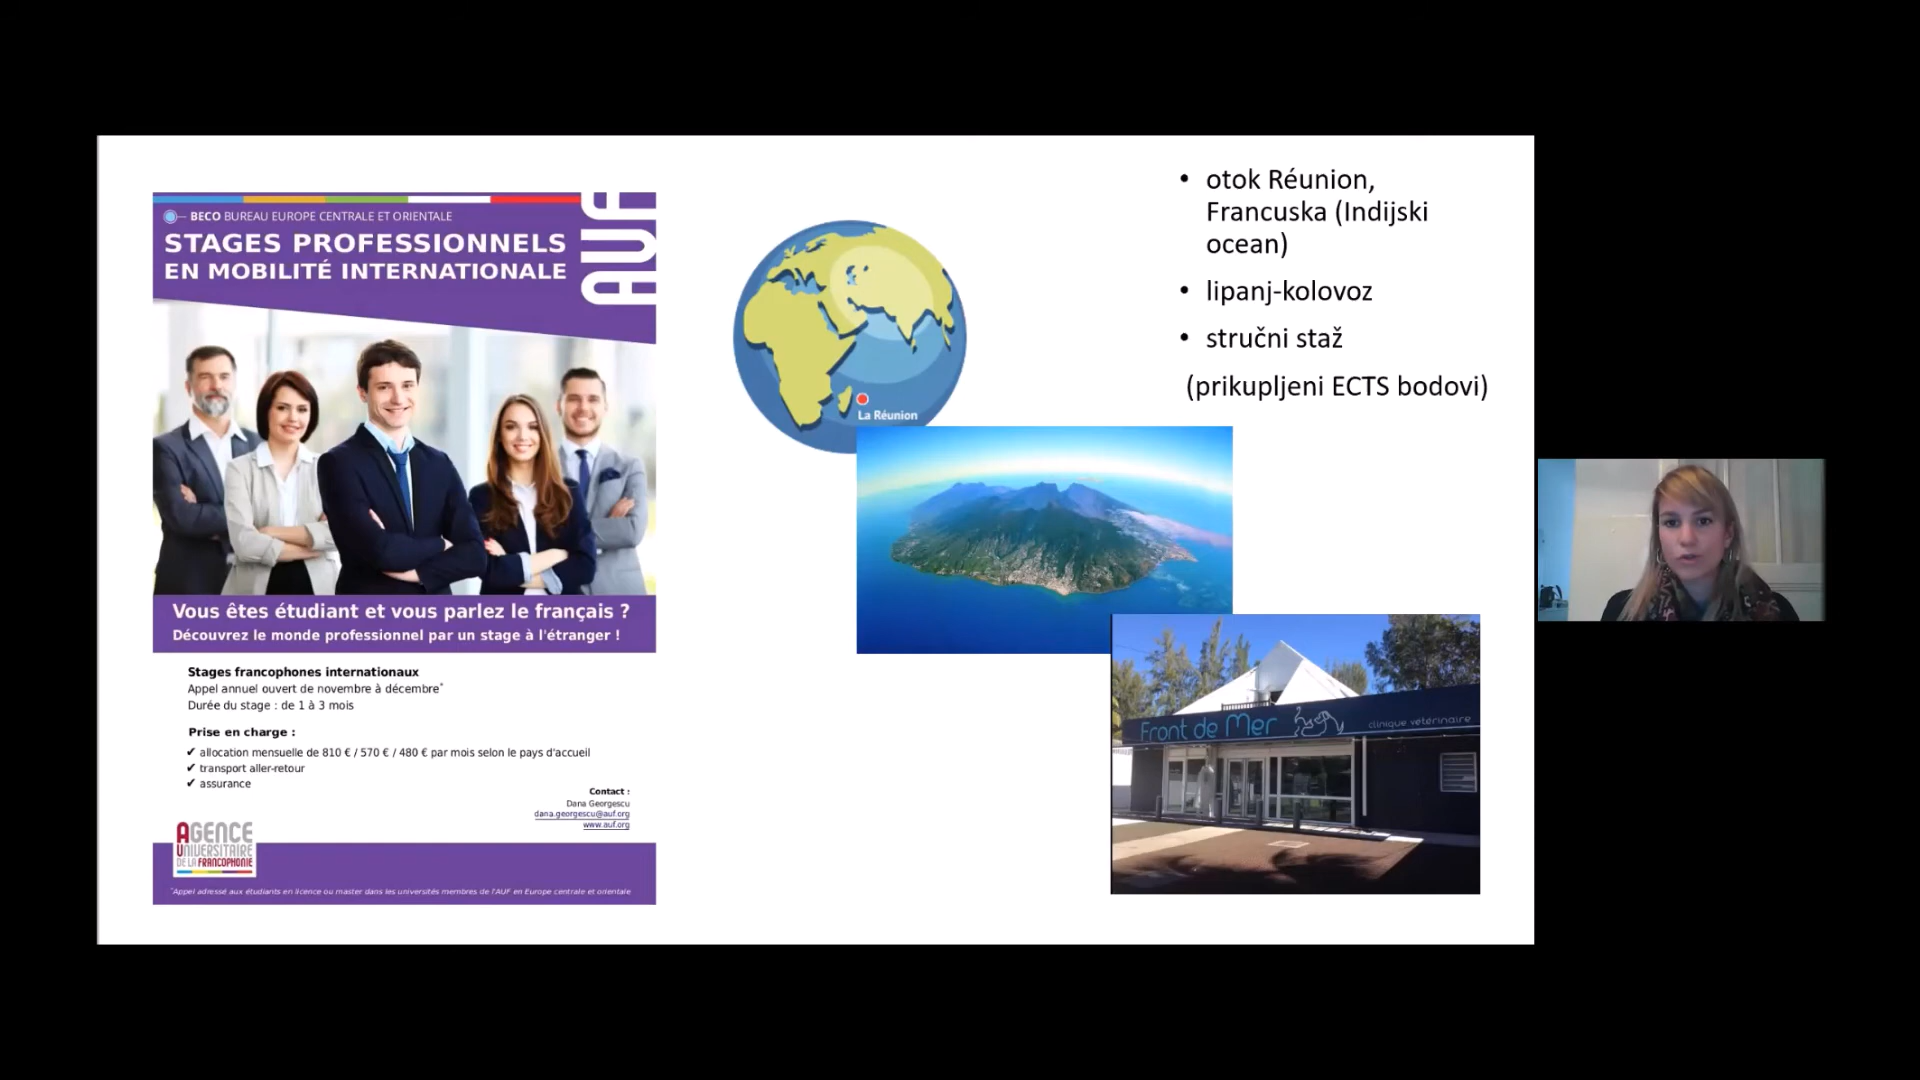 BECO BUREAU EUROPE CENTRALE ET ORIENTALE
STAGES PROFESSIONNELS
EN MOBILITÉ INTERNATIONALE
AUF
Vous êtes étudiant et vous parlez le français ?
Découvrez le monde professionnel par un stage à l'étranger !
Stages francophones internationaux
Appel annuel ouvert de novembre à décembre*
Durée du stage : de 1 à 3 mois
Prise en charge :
✔ allocation mensuelle de 810 € / 570 € / 480 € par mois selon le pays d'accueil
✔ transport aller-retour
✔ assurance
Contact :
Dana Georgescu
dana.georgescu@auf.org
www.auf.org
AGENCE
UNIVERSITAIRE
DE LA FRANCOPHONIE
*Appel adressé aux étudiants en licence ou master dans les universités membres de l'AUF en Europe centrale et orientale
La Réunion
• otok Réunion,
Francuska (Indijski
ocean)
• lipanj-kolovoz
• stručni staž
(prikupljeni ECTS bodovi)
Front de Mer clinique vétérinaire